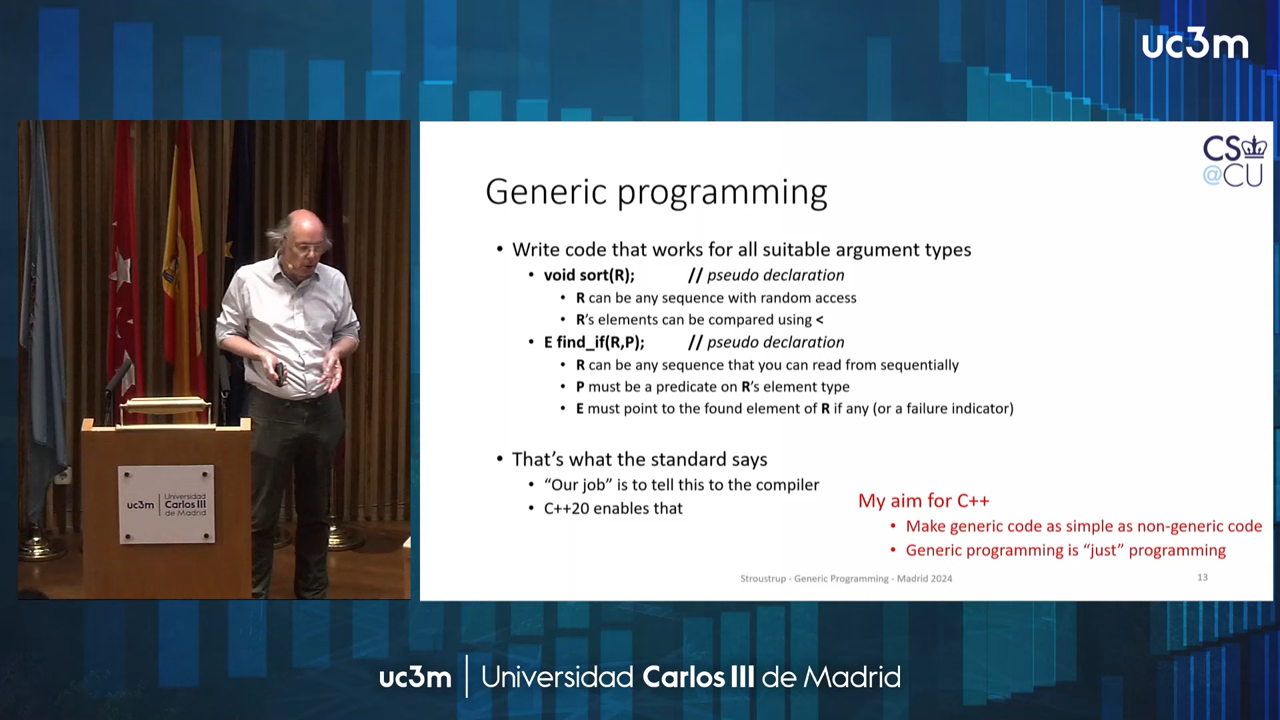 uc3m
CS
@CU
Generic programming
• Write code that works for all suitable argument types
• void sort(R); // pseudo declaration
• R can be any sequence with random access
• R’s elements can be compared using <
• E find_if(R,P); // pseudo declaration
• R can be any sequence that you can read from sequentially
• P must be a predicate on R’s element type
• E must point to the found element of R if any (or a failure indicator)
• That’s what the standard says
• “Our job” is to tell this to the compiler
• C++20 enables that
My aim for C++
• Make generic code as simple as non-generic code
• Generic programming is “just” programming
Stroustrup - Generic Programming - Madrid 2024
13
uc3m | Universidad
Carlos III
de Madrid
uc3m | Universidad Carlos III de Madrid